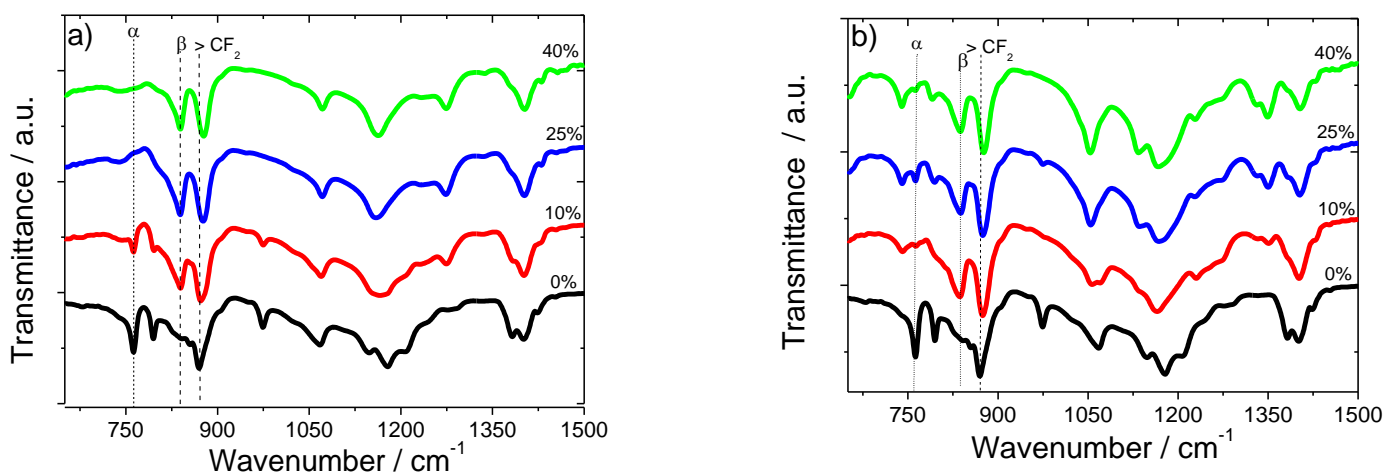 a)
α
β > CF₂
40%
25%
10%
0%
Transmittance / a.u.
750 900 1050 1200 1350 1500
Wavenumber / cm⁻¹
b)
α
β > CF₂
40%
25%
10%
0%
Transmittance / a.u.
750 900 1050 1200 1350 1500
Wavenumber / cm⁻¹